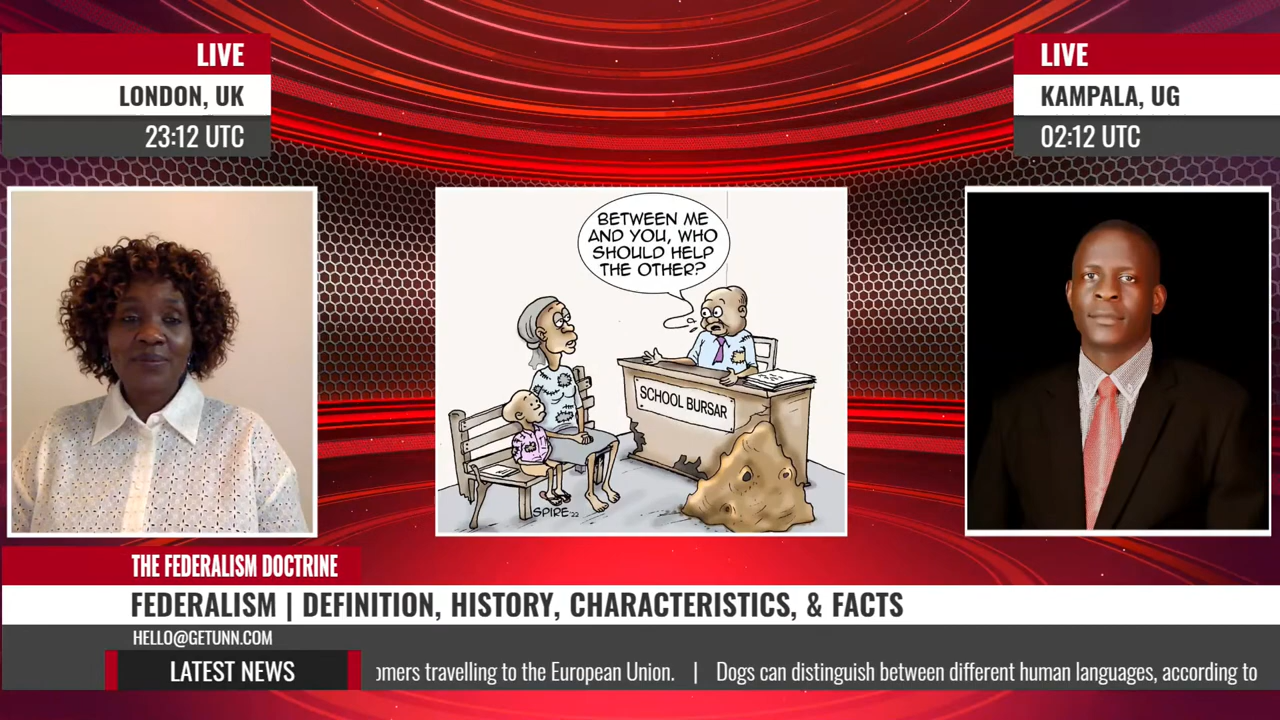 LIVE
LONDON, UK
23:12 UTC
LIVE
KAMPALA, UG
02:12 UTC
BETWEEN ME
AND YOU, WHO
SHOULD HELP
THE OTHER?
SCHOOL BURSAR
SPIRE 22
THE FEDERALISM DOCTRINE
FEDERALISM | DEFINITION, HISTORY, CHARACTERISTICS, & FACTS
HELLO@GETUNN.COM
LATEST NEWS
omers travelling to the European Union. | Dogs can distinguish between different human languages, according to